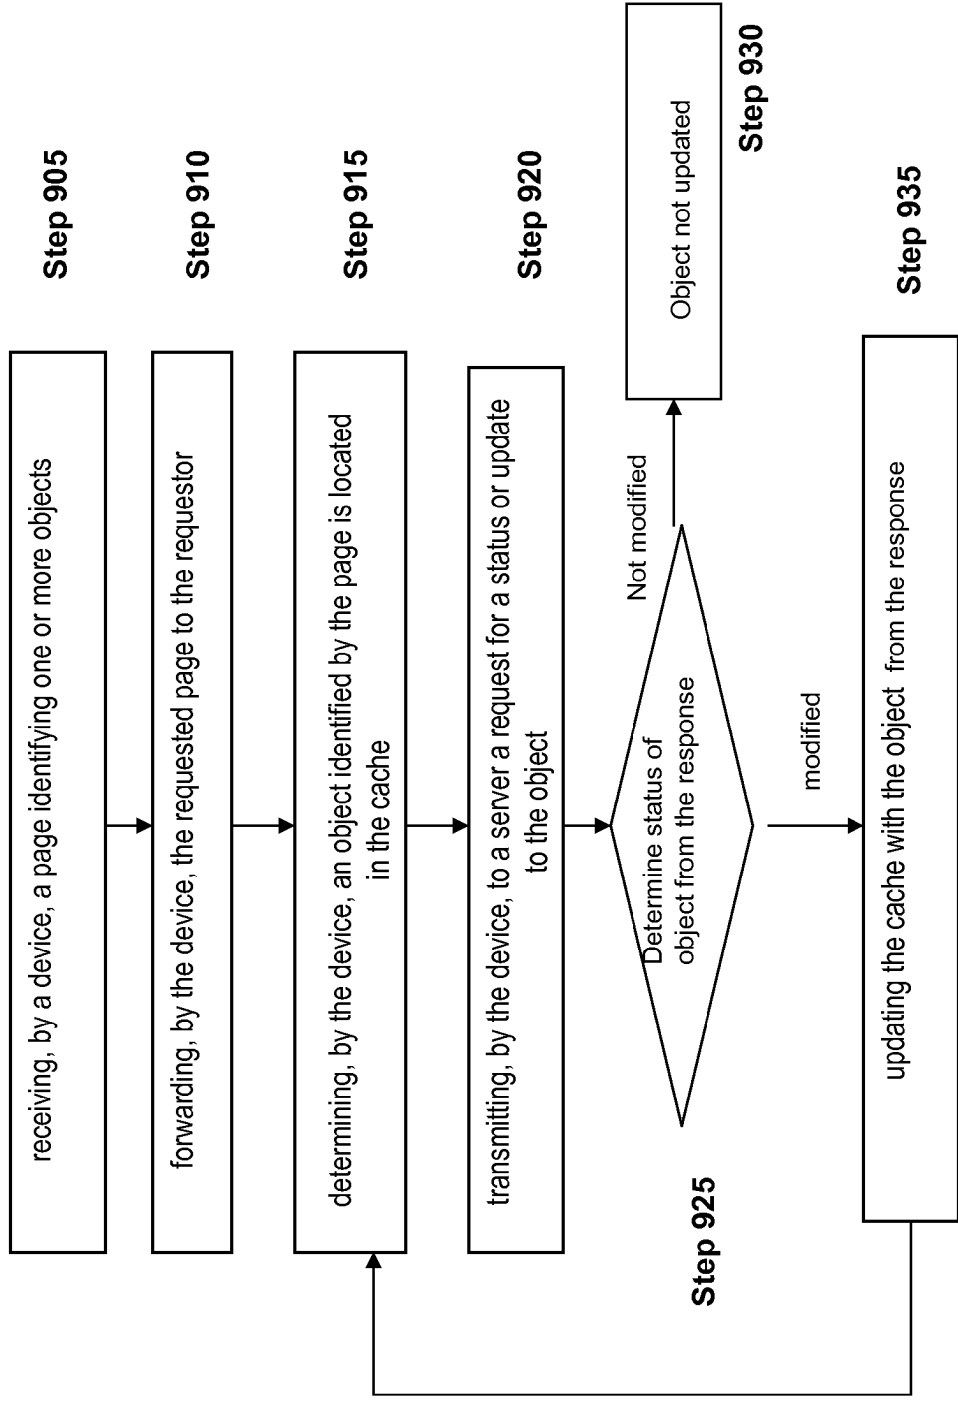 receiving, by a device, a page identifying one or more objects
Step 905
forwarding, by the device, the requested page to the requestor
Step 910
determining, by the device, an object identified by the page is located
in the cache
Step 915
transmitting, by the device, to a server a request for a status or update
to the object
Step 920
Step 925
Determine status of
object from the response
Not modified
Object not updated
Step 930
modified
updating the cache with the object from the response
Step 935